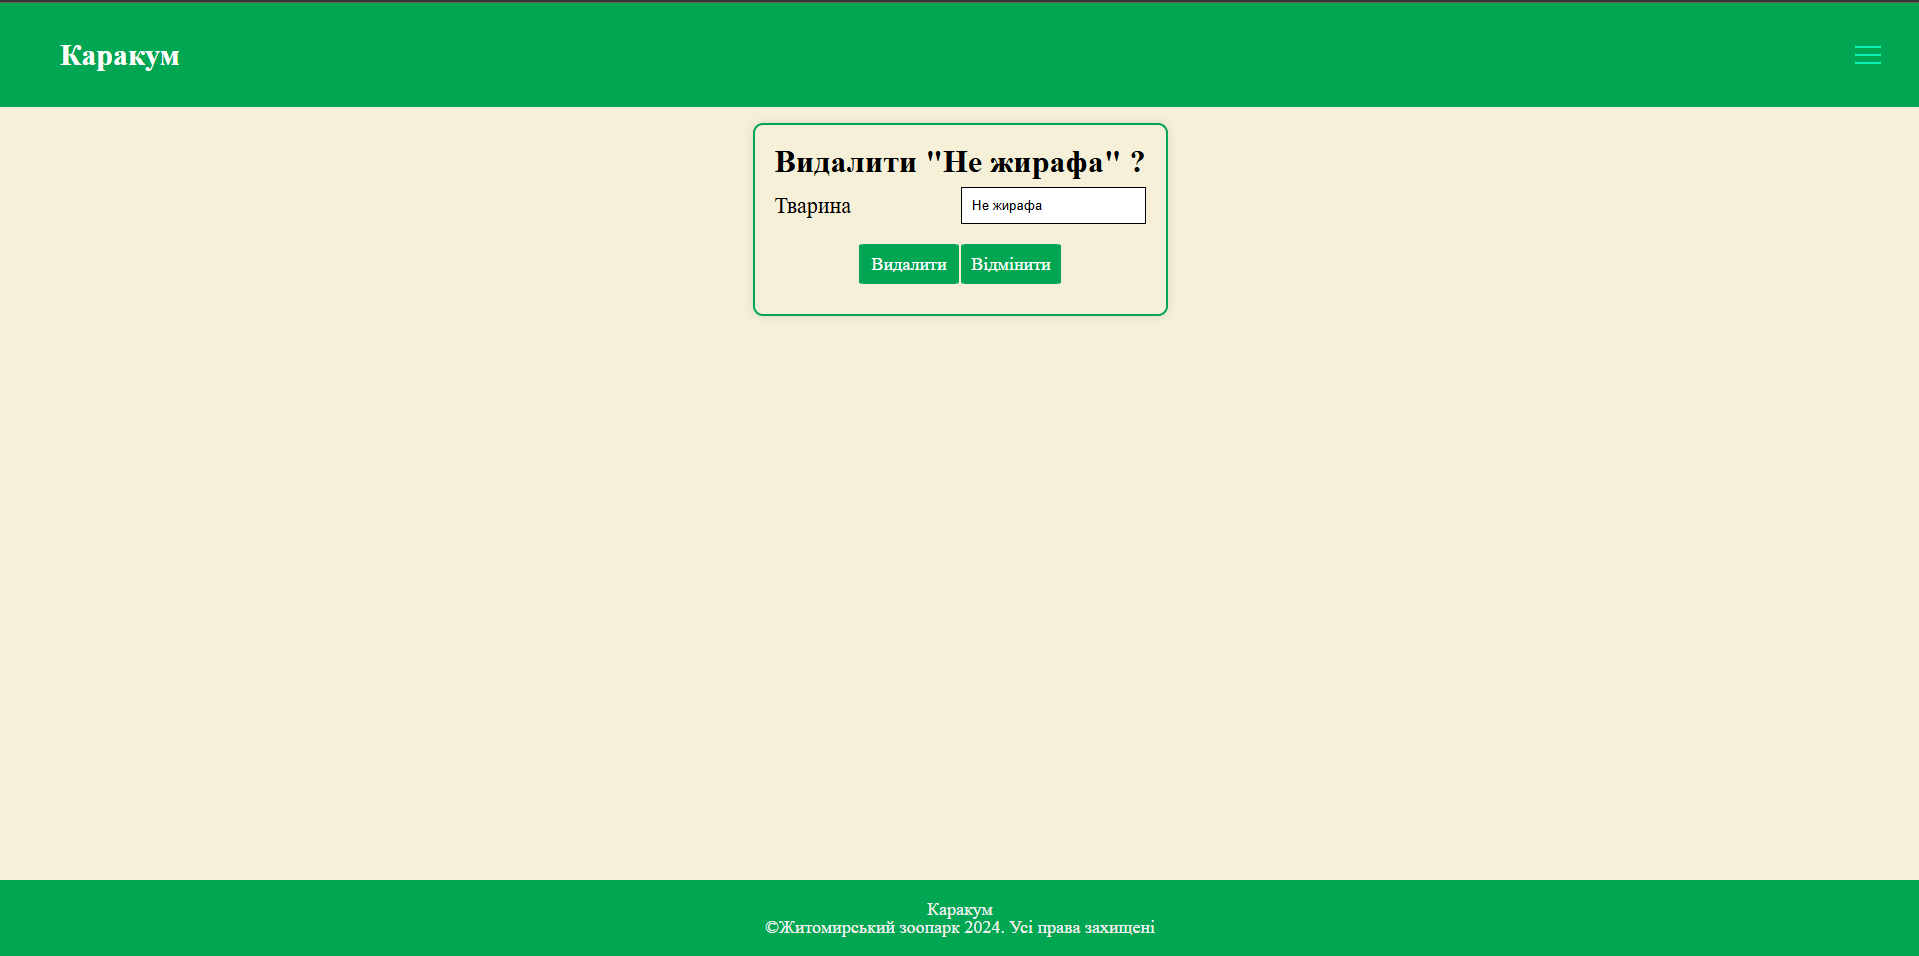 Каракум
Видалити "Не жирафа" ?
Тварина
Не жирафа
Видалити
Відмінити
Каракум
©Житомирський зоопарк 2024. Усі права захищені